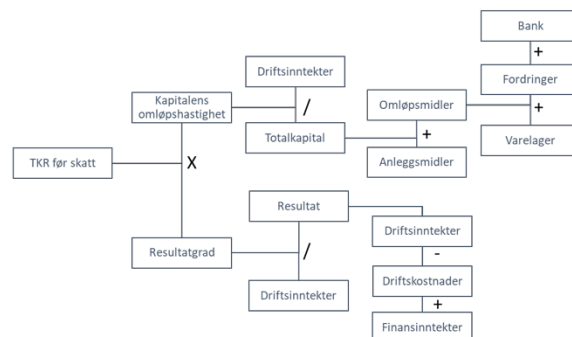 Bank
+
Driftsinntekter
Fordringer
Kapitalens
omløpshastighet
/
Omløpsmidler
+
Totalkapital
+
Varelager
TKR før skatt
X
Anleggsmidler
Resultat
Driftsinntekter
Resultatgrad
/
-
Driftsinntekter
Driftskostnader
+
Finansinntekter